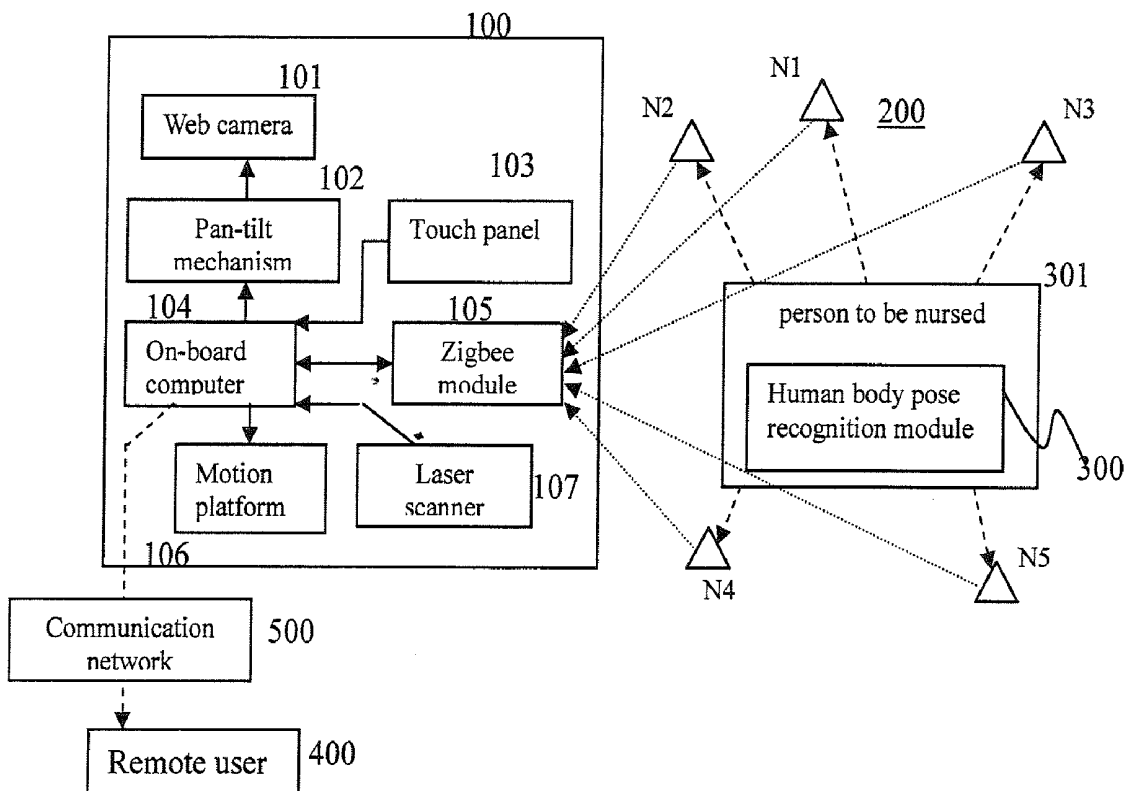 100
101
Web camera
102
Pan-tilt
mechanism
103
Touch panel
104
On-board
computer
105
Zigbee
module
Motion
platform
106
Laser
scanner
107
N1
N2
200
N3
301
person to be nursed
Human body pose
recognition module
300
N4
N5
Communication
network
500
Remote user
400